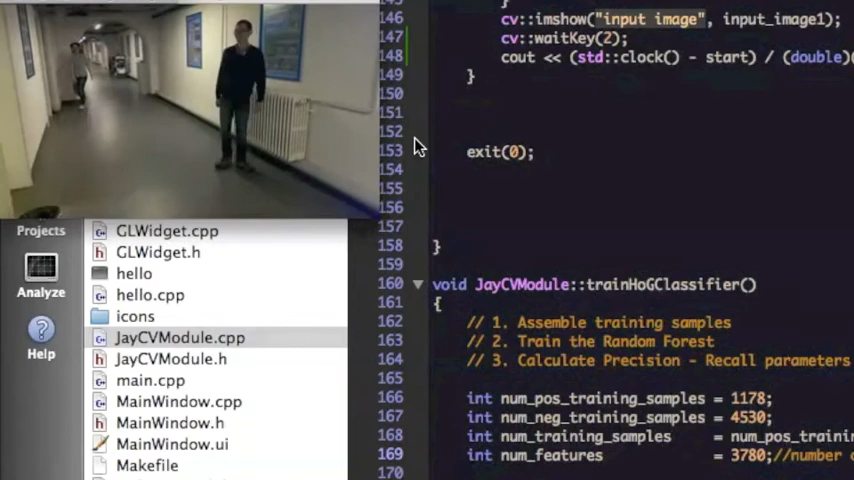 145
146 cv::imshow("input image", input_image1);
147 cv::waitKey(2);
148 cout << (std::clock() - start) / (double)(
149 }
150
151
152
153 exit(0);
154
155
156
157
158 }
159
160 void JayCVModule::trainHoGClassifier()
161 {
162 // 1. Assemble training samples
163 // 2. Train the Random Forest
164 // 3. Calculate Precision - Recall parameters
165
166 int num_pos_training_samples = 1178;
167 int num_neg_training_samples = 4530;
168 int num_training_samples = num_pos_trainin
169 int num_features = 3780;//number
170
Projects
Analyze
Help
GLWidget.cpp
GLWidget.h
hello
hello.cpp
icons
JayCVModule.cpp
JayCVModule.h
main.cpp
MainWindow.cpp
MainWindow.h
MainWindow.ui
Makefile